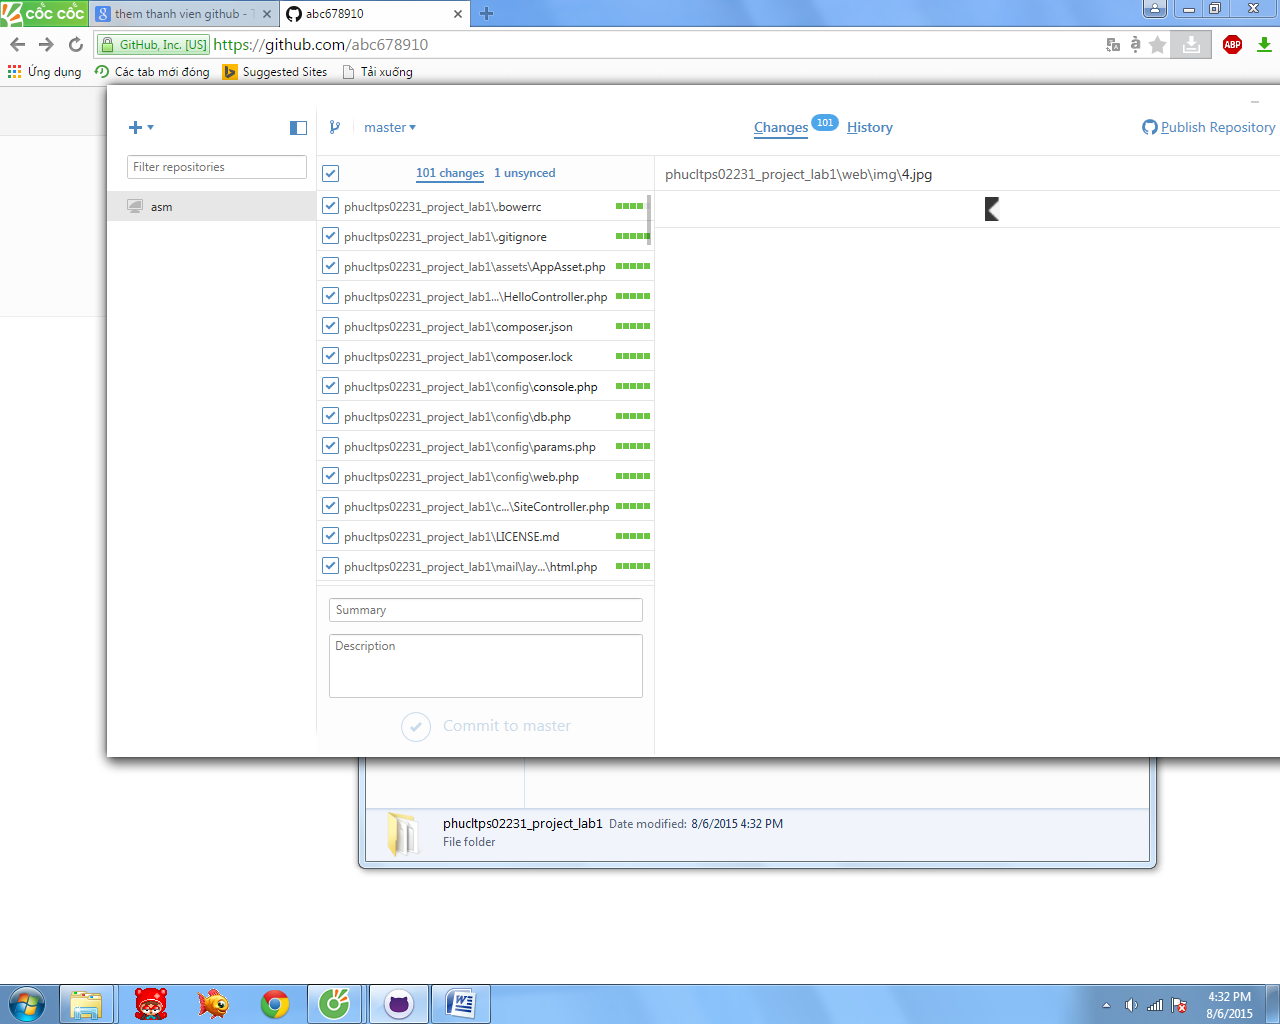 cốc cốc
them thanh vien github - T
abc678910
GitHub, Inc. [US]
https://github.com/abc678910
ABP
Ứng dụng
Các tab mới đóng
Suggested Sites
Tải xuống
master
Changes
101
History
Publish Repository
Filter repositories
101 changes
1 unsynced
phucltps02231_project_lab1\web\img\4.jpg
asm
phucltps02231_project_lab1\.bowerrc
phucltps02231_project_lab1\.gitignore
phucltps02231_project_lab1\assets\AppAsset.php
phucltps02231_project_lab1...\HelloController.php
phucltps02231_project_lab1\composer.json
phucltps02231_project_lab1\composer.lock
phucltps02231_project_lab1\config\console.php
phucltps02231_project_lab1\config\db.php
phucltps02231_project_lab1\config\params.php
phucltps02231_project_lab1\config\web.php
phucltps02231_project_lab1\c...\SiteController.php
phucltps02231_project_lab1\LICENSE.md
phucltps02231_project_lab1\mail\lay...\html.php
Summary
Description
Commit to master
phucltps02231_project_lab1 Date modified: 8/6/2015 4:32 PM
File folder
4:32 PM
8/6/2015